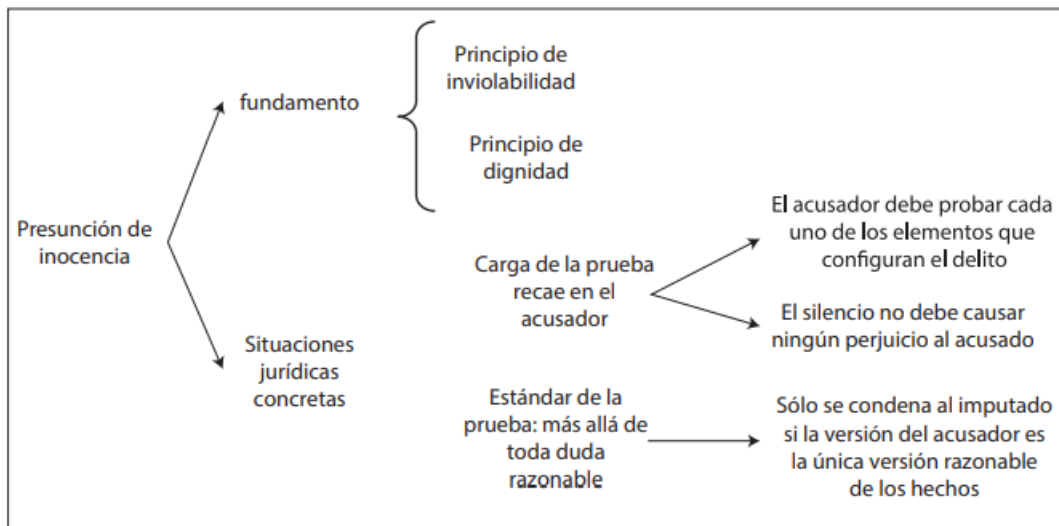 Principio de
inviolabilidad
fundamento
Principio de
dignidad
Presunción de
inocencia
El acusador debe probar cada
uno de los elementos que
configuran el delito
Carga de la prueba
recae en el
acusador
El silencio no debe causar
ningún perjuicio al acusado
Situaciones
jurídicas
concretas
Estándar de la
prueba: más allá de
toda duda
razonable
Sólo se condena al imputado
si la versión del acusador es
la única versión razonable
de los hechos